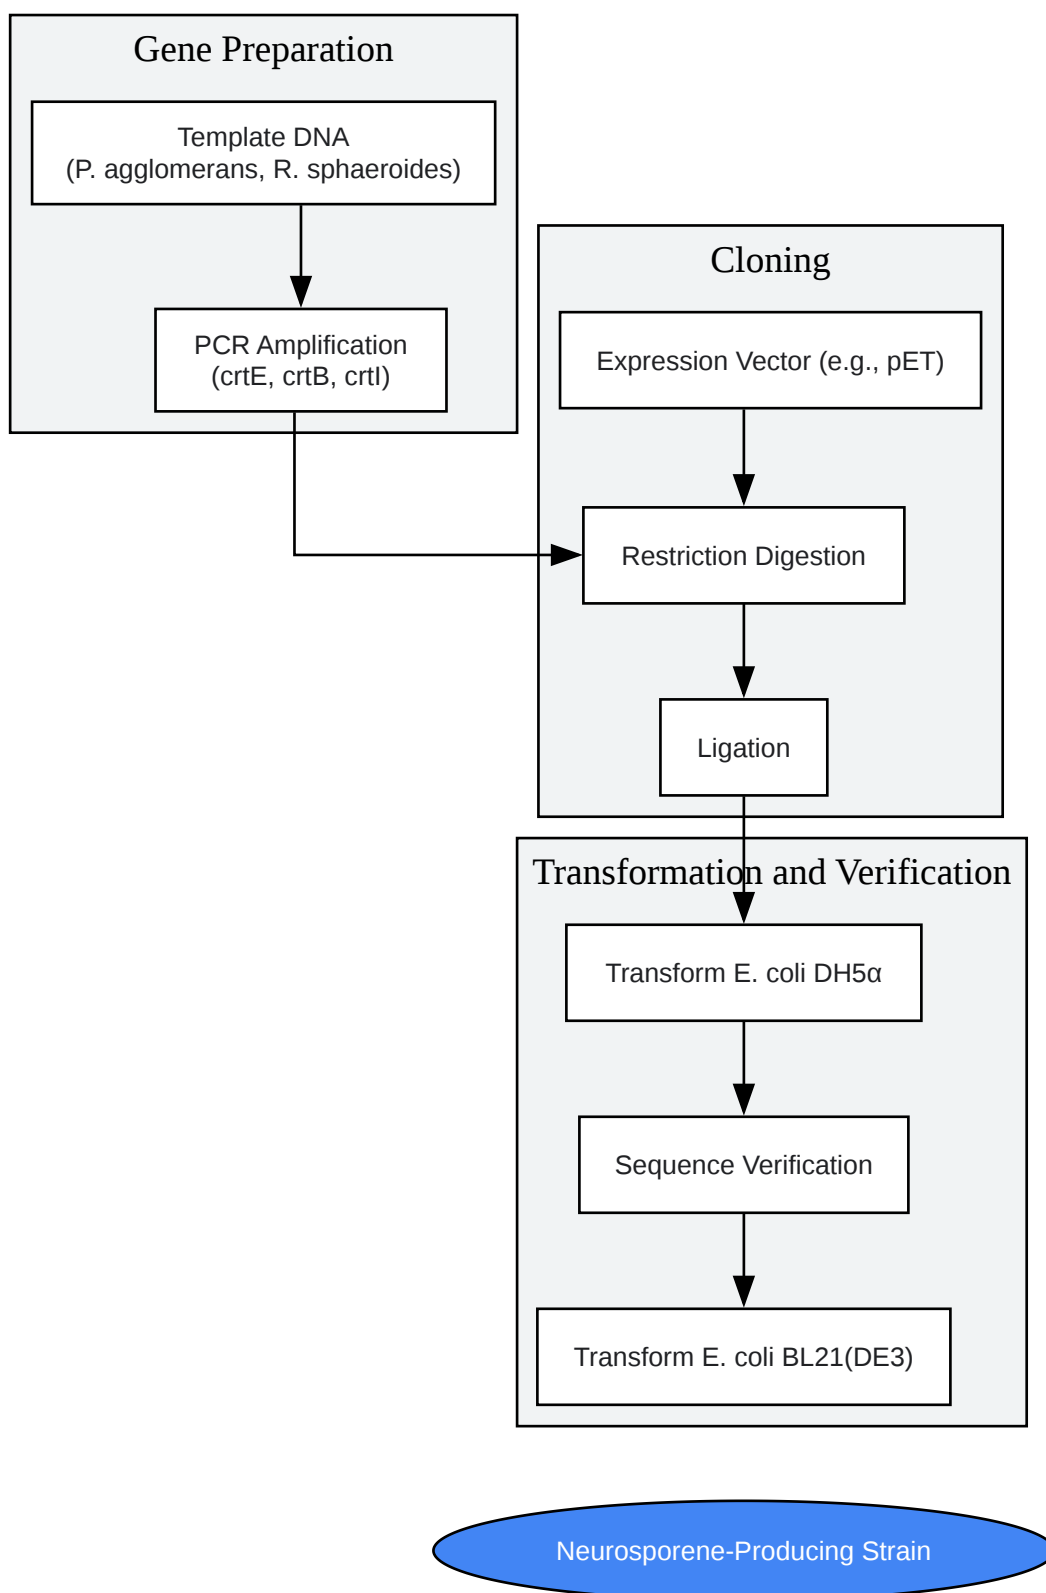 Gene Preparation
Template DNA
(P. agglomerans, R. sphaeroides)
PCR Amplification
(crtE, crtB, crtI)
Cloning
Expression Vector (e.g., pET)
Restriction Digestion
Ligation
Transformation and Verification
Transform E. coli DH5α
Sequence Verification
Transform E. coli BL21(DE3)
Neurosporene-Producing Strain